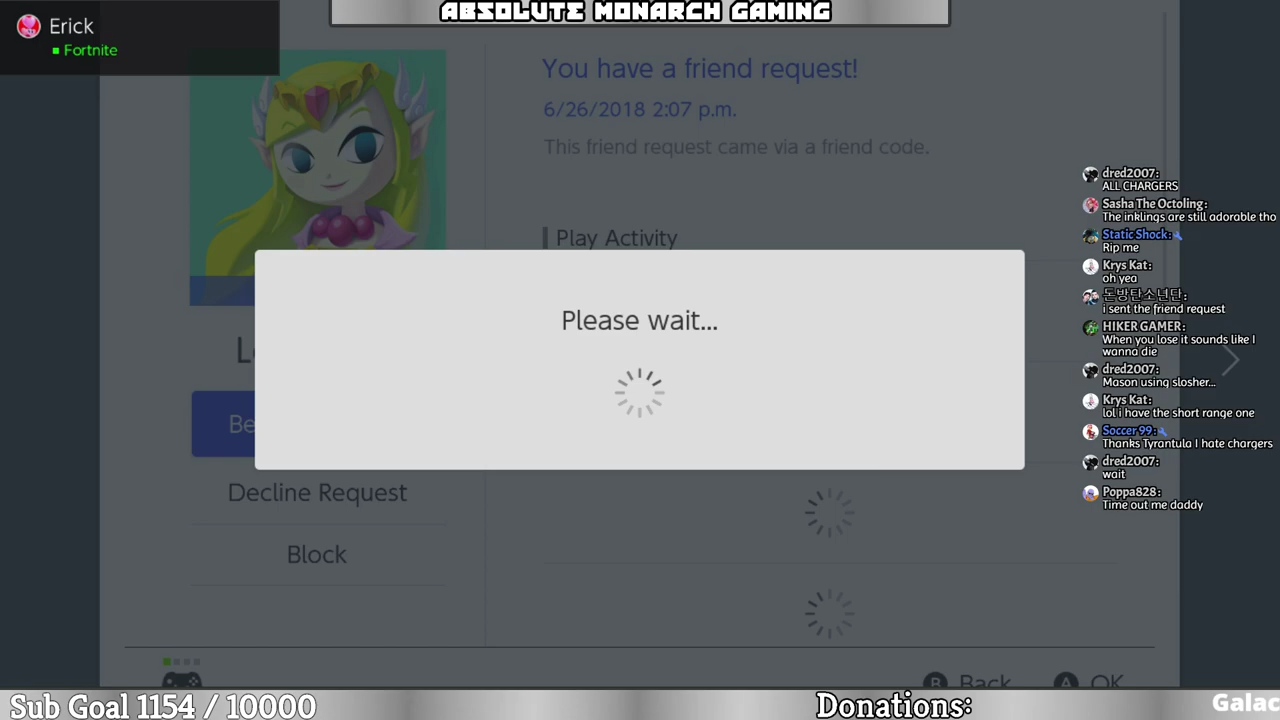 ABSOLUTE MONARCH GAMING
Erick
Fortnite
You have a friend request!
6/26/2018 2:07 p.m.
This friend request came via a friend code.
Play Activity
Please wait...
Decline Request
Block
Back
OK
dred2007:
ALL CHARGERS
Sasha The Octoling:
The inklings are still adorable tho
Static Shock:
Rip me
Krys Kat:
oh yea
돈방탄소년단:
i sent the friend request
HIKER GAMER:
When you lose it sounds like I
wanna die
dred2007:
Mason using slosher...
Krys Kat:
lol i have the short range one
Soccer 99:
Thanks Tyrantula I hate chargers
dred2007:
wait
Poppa828:
Time out me daddy
Sub Goal 1154 / 10000
Donations:
Galac